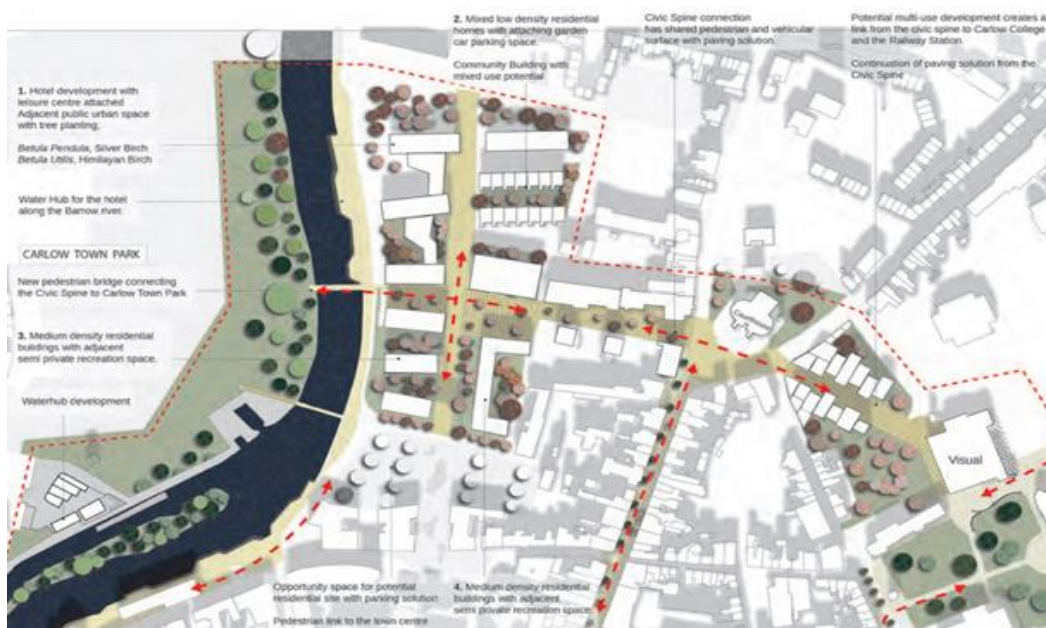 2. Mixed low density residential
homes with attaching garden
car parking space.
Community Building with
mixed use potential
Civic Spine connection
has shared pedestrian and vehicular
surface with paving solution.
Potential multi-use development creates a
link from the civic spine to Carlow College
and the Railway Station.
Continuation of paving solution from the
Civic Spine
1. Hotel development with
leisure centre attached
Adjacent public urban space
with tree planting;
Betula Pendula, Silver Birch
Betula Utilis, Himilayan Birch
Water Hub for the hotel
along the Barrow river.
CARLOW TOWN PARK
New pedestrian bridge connecting
the Civic Spine to Carlow Town Park
3. Medium density residential
buildings with adjacent
semi private recreation space.
Waterhub development
Visual
Opportunity space for potential
residential site with parking solution
Pedestrian link to the town centre
4. Medium density residential
buildings with adjacent
semi private recreation space